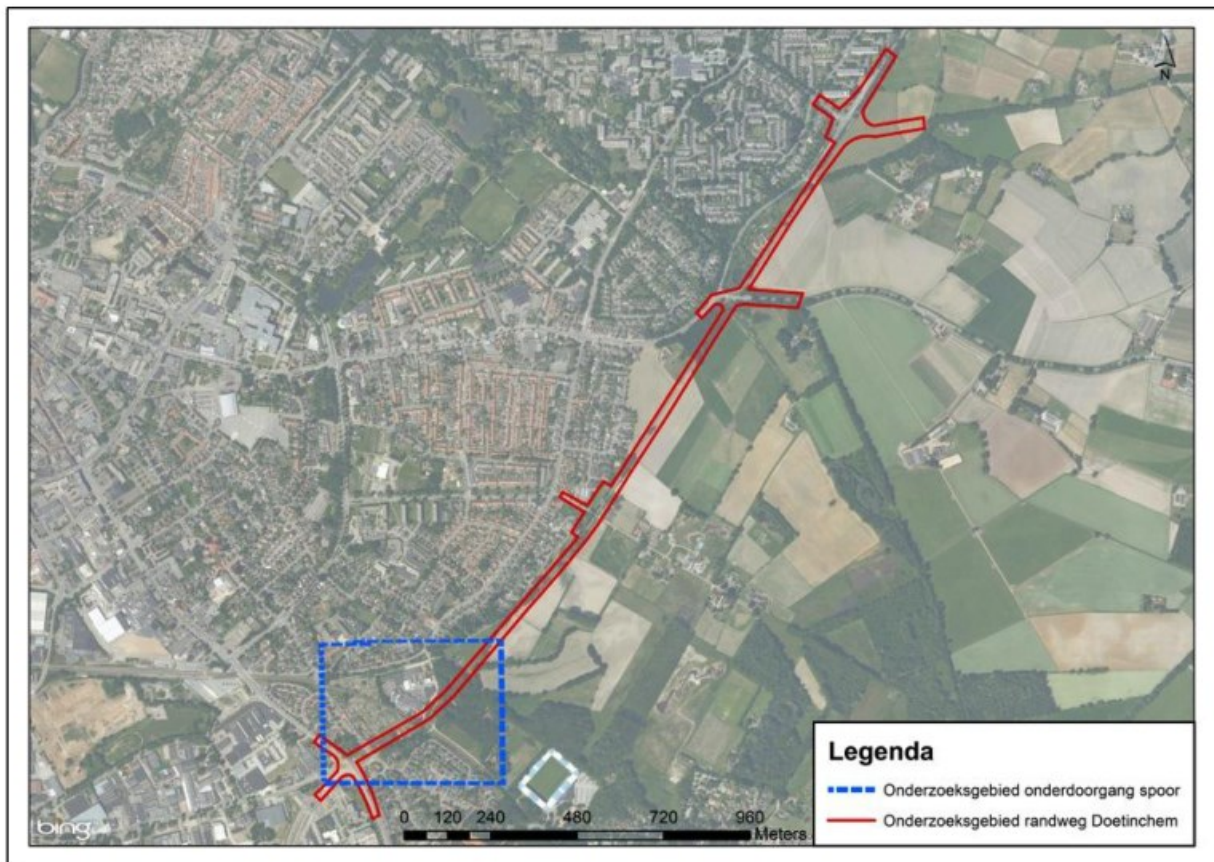 N
Legenda
Onderzoeksgebied onderdoorgang spoor
Onderzoeksgebied randweg Doetinchem
0 120 240 480 720 960
Meters
bing